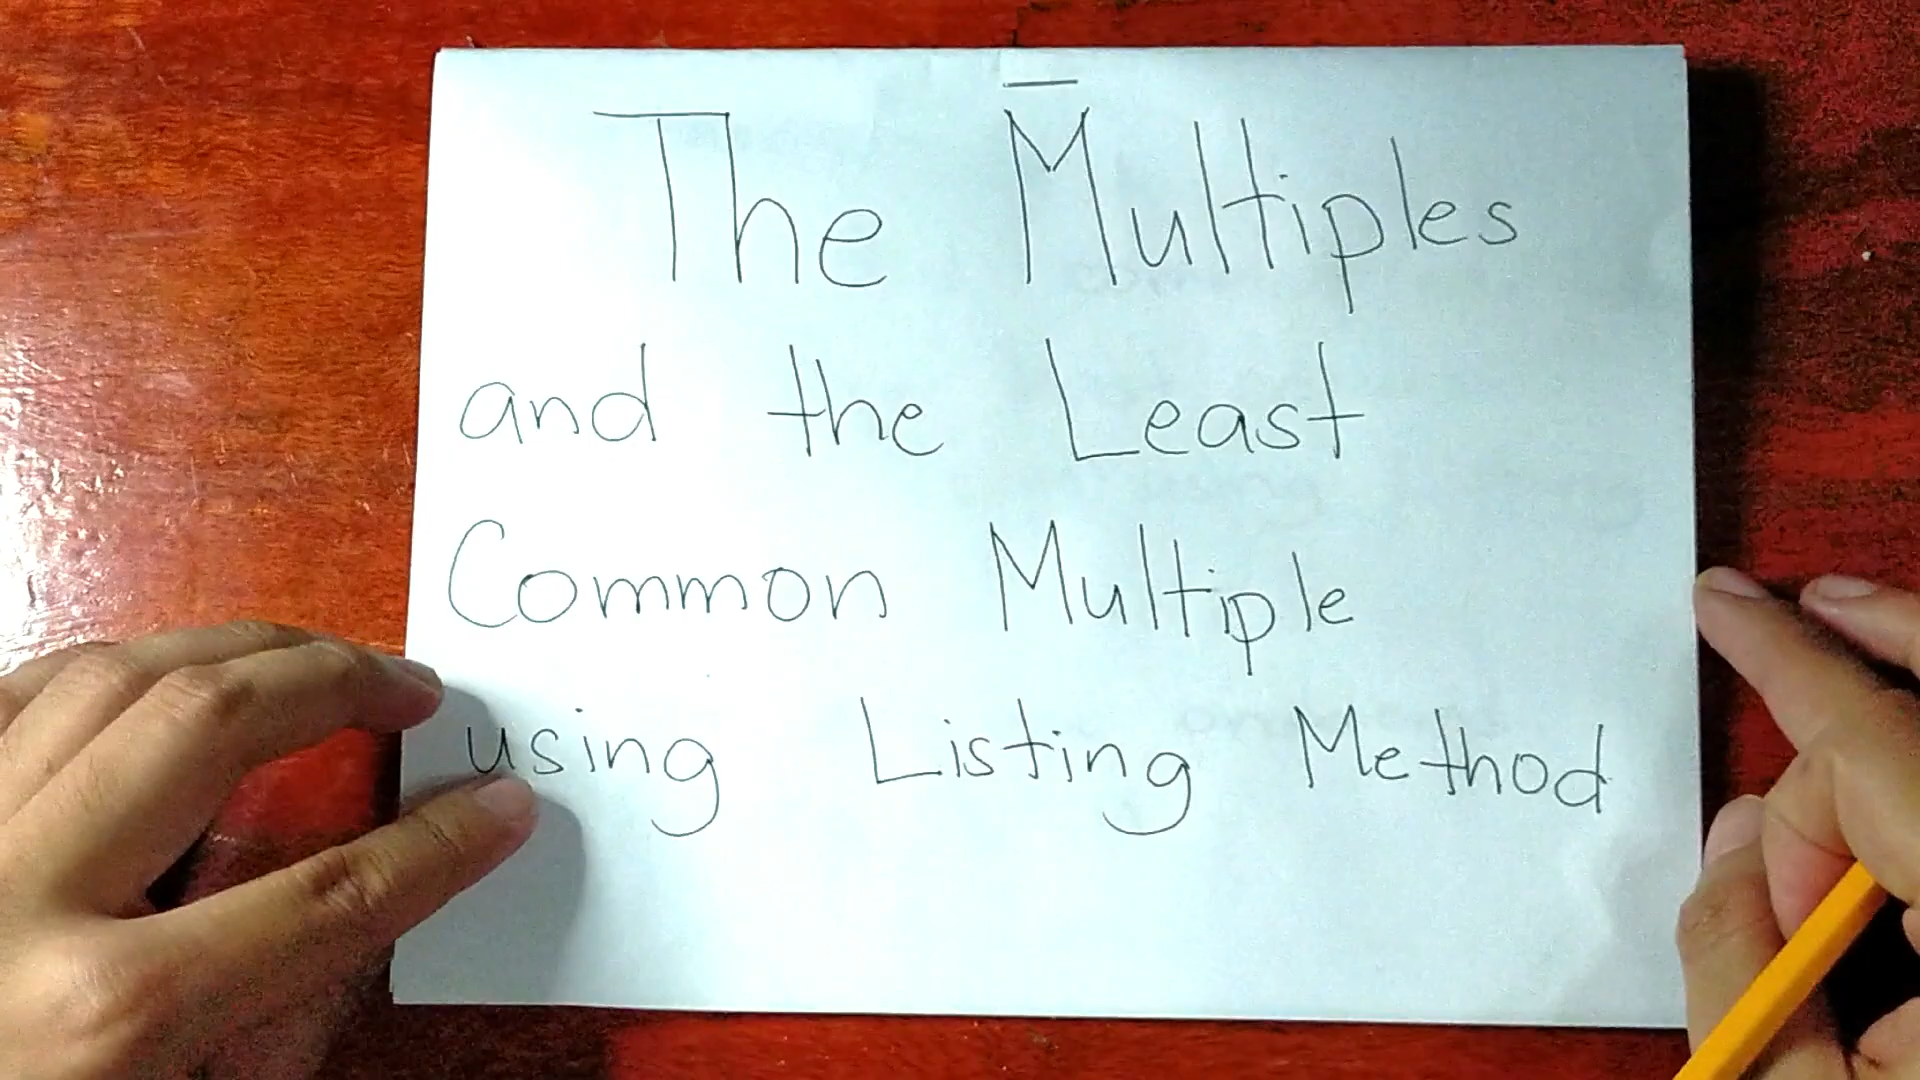 The Multiples
and the Least
Common Multiple
using Listing Method